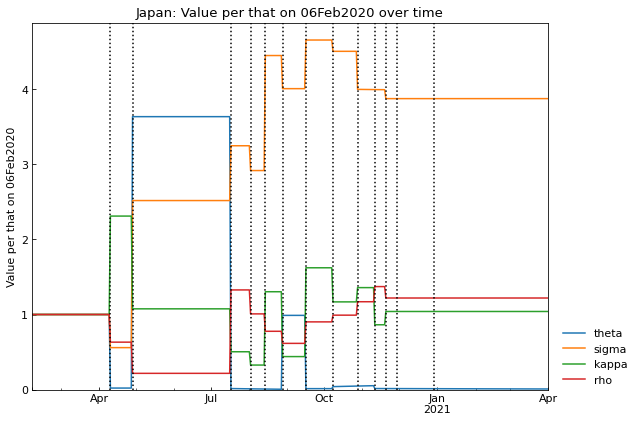 Japan: Value per that on 06Feb2020 over time
Value per that on 06Feb2020
4
3
2
1
0
Apr
Jul
Oct
Jan
2021
Apr
theta
sigma
kappa
rho